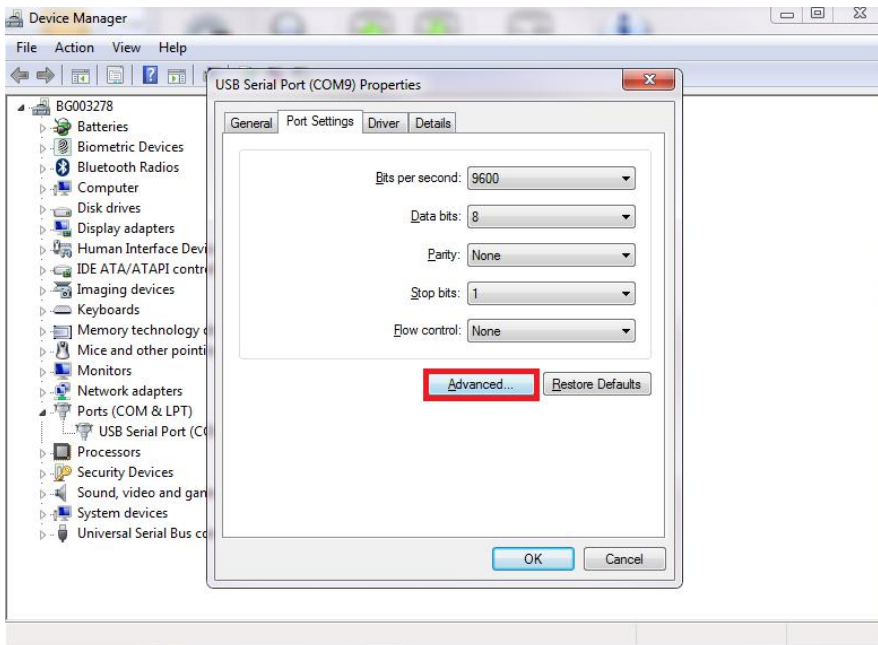 Device Manager
File Action View Help
BG003278
Batteries
Biometric Devices
Bluetooth Radios
Computer
Disk drives
Display adapters
Human Interface Devi
IDE ATA/ATAPI contr
Imaging devices
Keyboards
Memory technology
Mice and other pointi
Monitors
Network adapters
Ports (COM & LPT)
USB Serial Port (CO
Processors
Security Devices
Sound, video and gan
System devices
Universal Serial Bus co
USB Serial Port (COM9) Properties
General Port Settings Driver Details
Bits per second: 9600
Data bits: 8
Parity: None
Stop bits: 1
Flow control: None
Advanced... Restore Defaults
OK Cancel